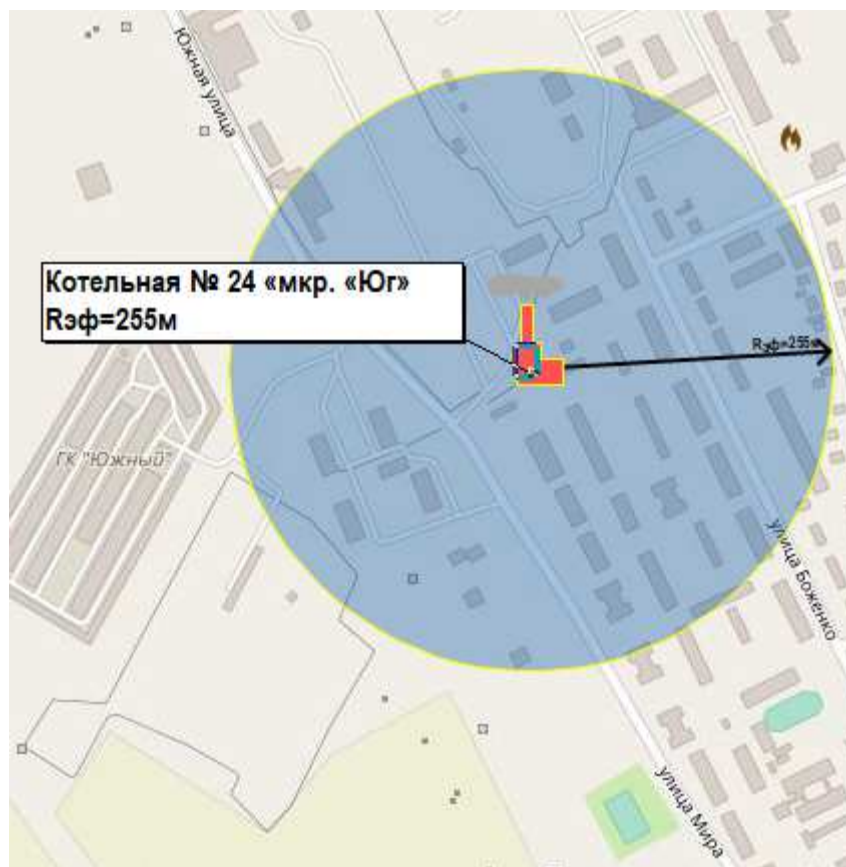 Южная улица
Котельная № 24 «мкр. «Юг»
Rэф=255м
Rэф=255м
ГК "Южный"
улица Боженко
улица Мира